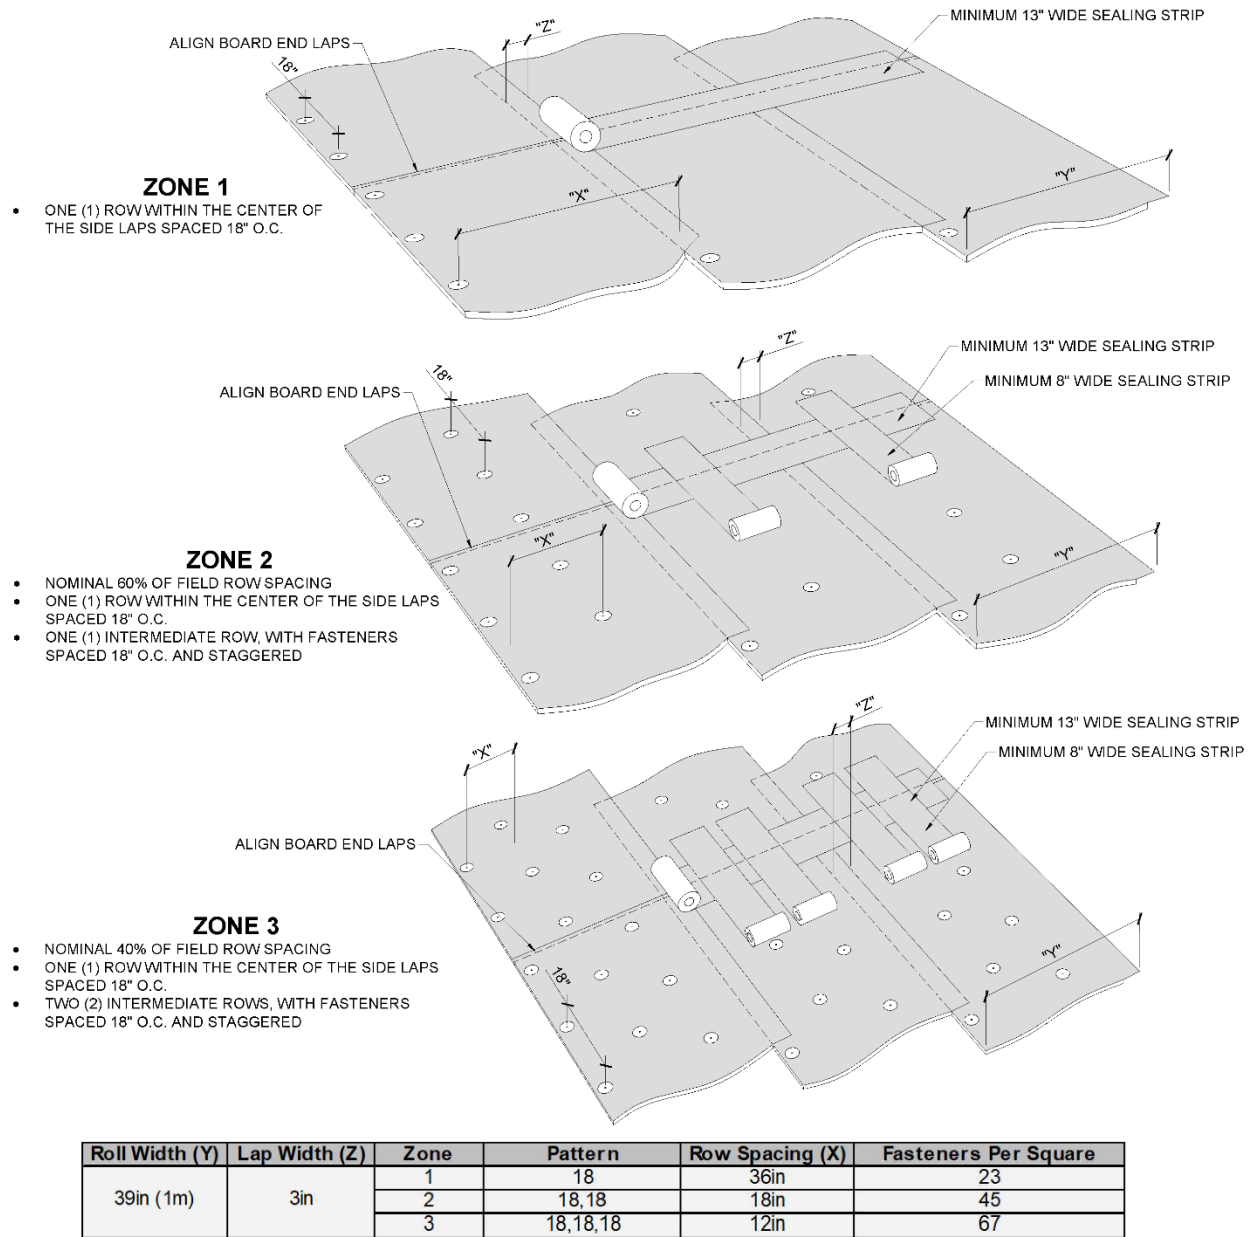 "Z"
MINIMUM 13" WIDE SEALING STRIP
ALIGN BOARD END LAPS
18"
"X"
"Y"
ZONE 1
• ONE (1) ROW WITHIN THE CENTER OF
THE SIDE LAPS SPACED 18" O.C.
"Z"
MINIMUM 13" WIDE SEALING STRIP
MINIMUM 8" WIDE SEALING STRIP
18"
ALIGN BOARD END LAPS
"X"
"Y"
ZONE 2
• NOMINAL 60% OF FIELD ROW SPACING
• ONE (1) ROW WITHIN THE CENTER OF THE SIDE LAPS
SPACED 18" O.C.
• ONE (1) INTERMEDIATE ROW, WITH FASTENERS
SPACED 18" O.C. AND STAGGERED
"Z"
MINIMUM 13" WIDE SEALING STRIP
MINIMUM 8" WIDE SEALING STRIP
"X"
ALIGN BOARD END LAPS
"Y"
18"
ZONE 3
• NOMINAL 40% OF FIELD ROW SPACING
• ONE (1) ROW WITHIN THE CENTER OF THE SIDE LAPS
SPACED 18" O.C.
• TWO (2) INTERMEDIATE ROWS, WITH FASTENERS
SPACED 18" O.C. AND STAGGERED
Roll Width (Y) Lap Width (Z) Zone Pattern Row Spacing (X) Fasteners Per Square
1 18 36in 23
39in (1m) 3in 2 18,18 18in 45
3 18,18,18 12in 67